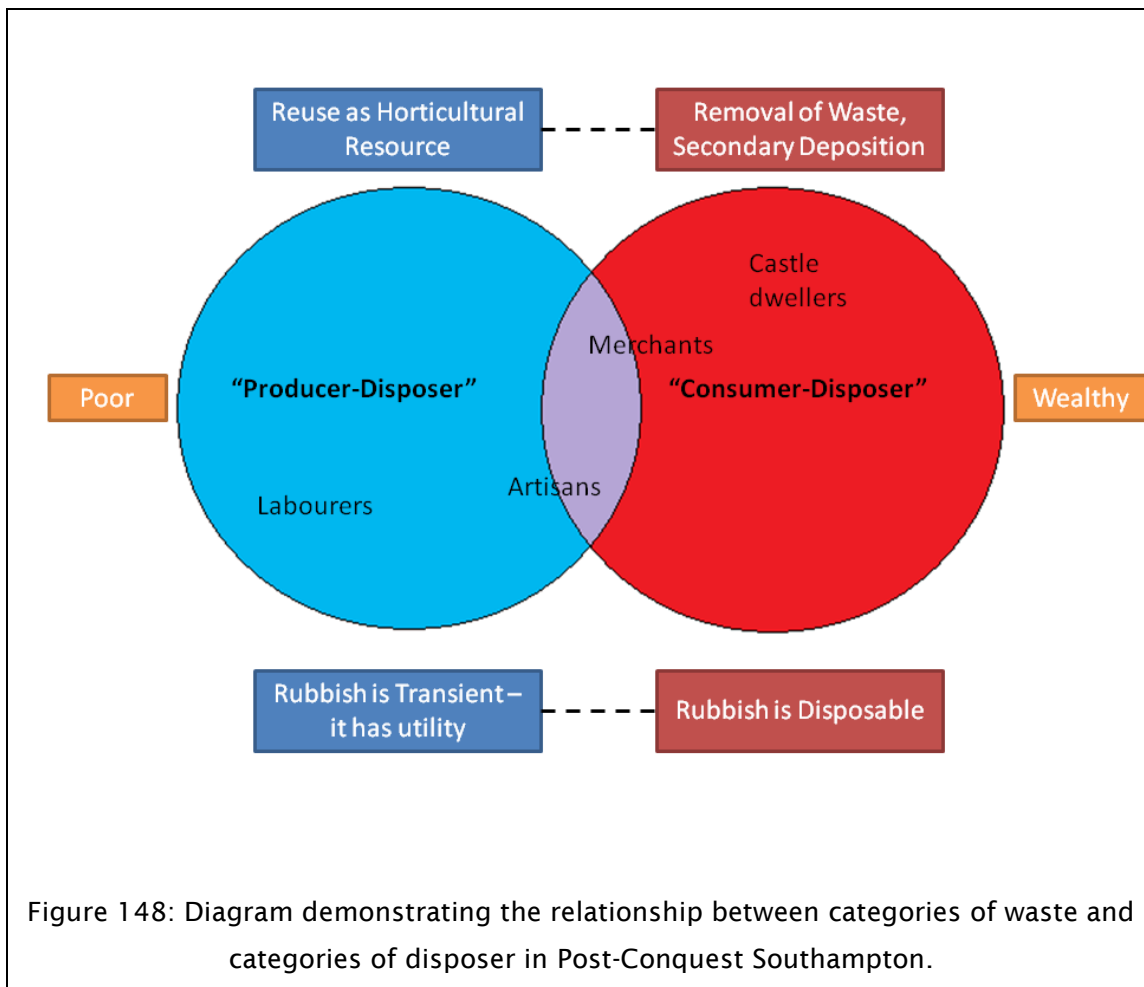 Reuse as Horticultural
Resource
Removal of Waste,
Secondary Deposition
Castle
dwellers
Merchants
“Producer-Disposer”
“Consumer-Disposer”
Poor
Wealthy
Artisans
Labourers
Rubbish is Transient –
it has utility
Rubbish is Disposable
Figure 148: Diagram demonstrating the relationship between categories of waste and
categories of disposer in Post-Conquest Southampton.